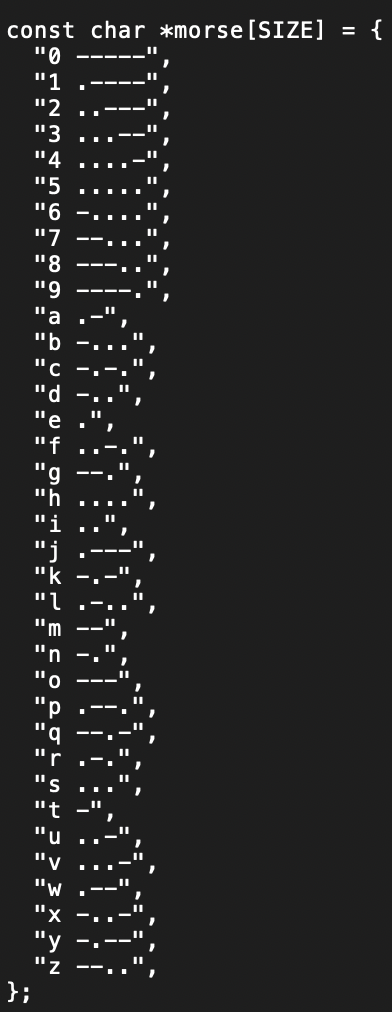 const char *morse[SIZE] = {
  "0 -----",
  "1 .----",
  "2 ..---",
  "3 ...--",
  "4 ....-",
  "5 .....",
  "6 -....",
  "7 --...",
  "8 ---..",
  "9 ----.",
  "a .-",
  "b -...",
  "c -.-.",
  "d -..",
  "e .",
  "f ..-.",
  "g --.",
  "h ....",
  "i ..",
  "j .---",
  "k -.-",
  "l .-..",
  "m --",
  "n -.",
  "o ---",
  "p .--.",
  "q --.-",
  "r .-.",
  "s ...",
  "t -",
  "u ..-",
  "v ...-",
  "w .--",
  "x -..-",
  "y -.--",
  "z --..",
};